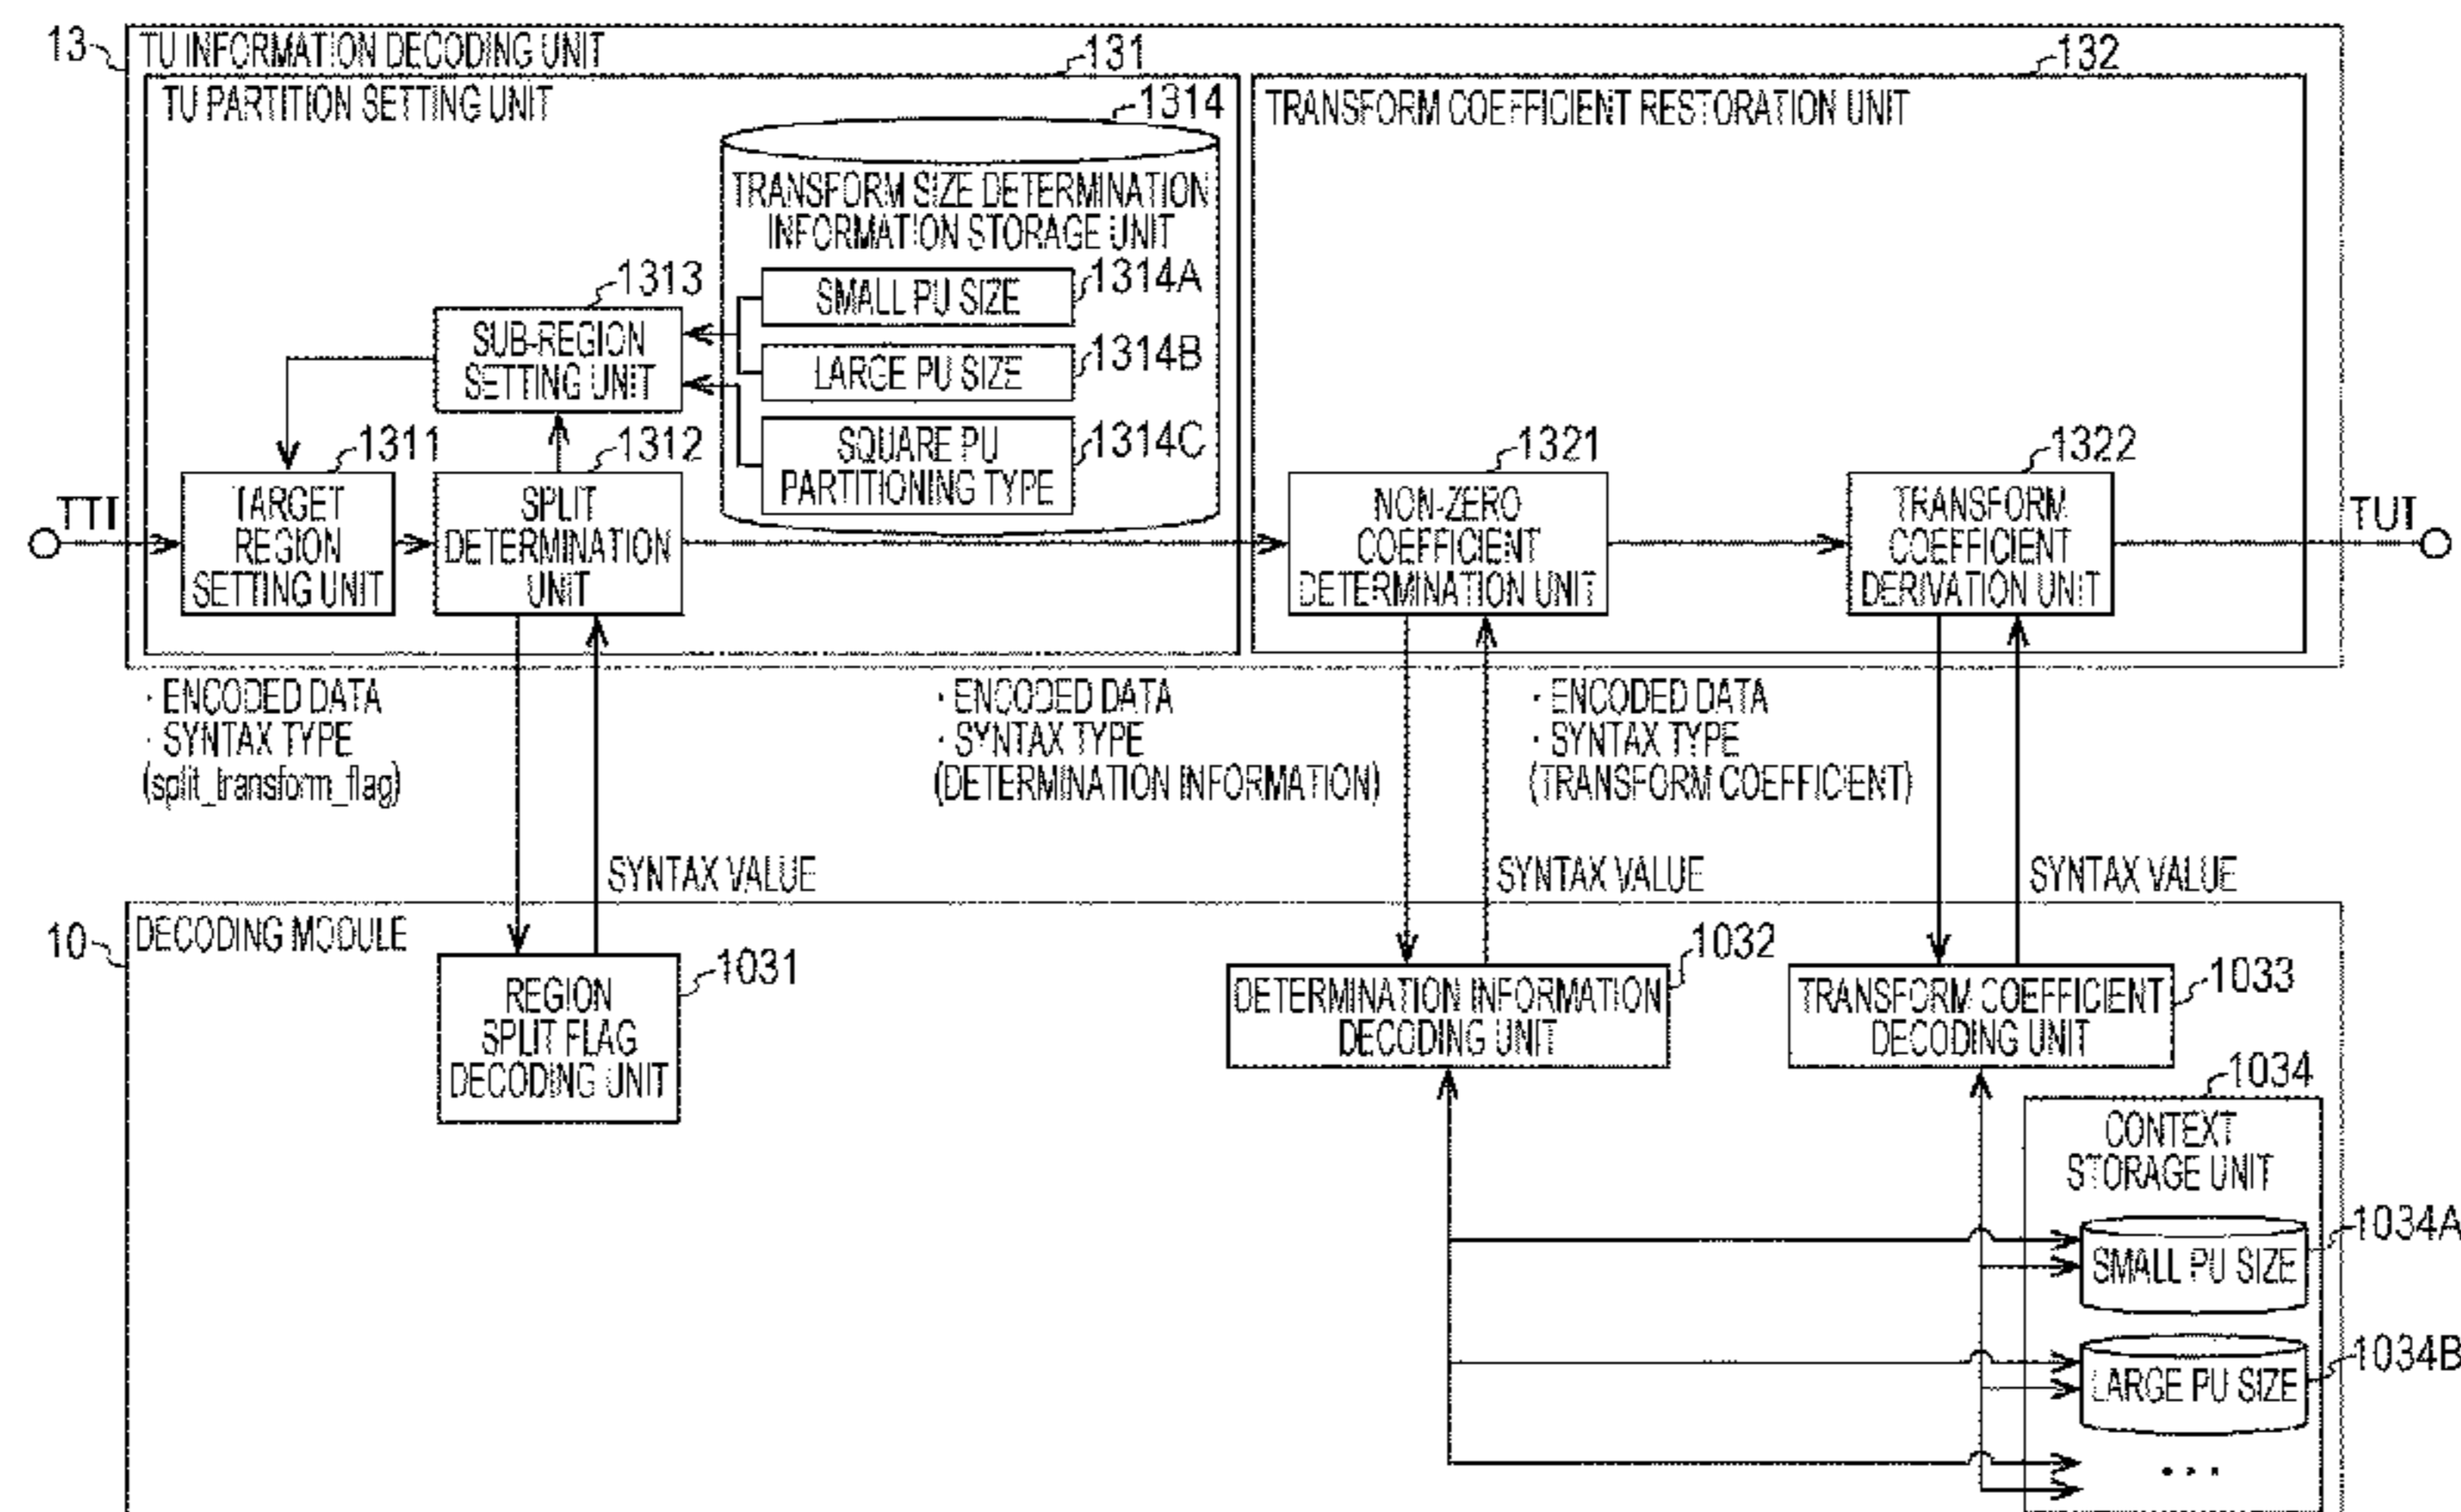 13
TU INFORMATION DECODING UNIT
131
TU PARTITION SETTING UNIT
132
TRANSFORM COEFFICIENT RESTORATION UNIT
1314
TRANSFORM SIZE DETERMINATION
INFORMATION STORAGE UNIT
SMALL PU SIZE
1314A
LARGE PU SIZE
1314B
SQUARE PU
PARTITIONING TYPE
1314C
1313
SUB-REGION
SETTING UNIT
TTI
1311
TARGET
REGION
SETTING UNIT
1312
SPLIT
DETERMINATION
UNIT
1321
NON-ZERO
COEFFICIENT
DETERMINATION UNIT
1322
TRANSFORM
COEFFICIENT
DERIVATION UNIT
TUI
· ENCODED DATA
· SYNTAX TYPE
(split_transform_flag)
· ENCODED DATA
· SYNTAX TYPE
(DETERMINATION INFORMATION)
· ENCODED DATA
· SYNTAX TYPE
(TRANSFORM COEFFICIENT)
SYNTAX VALUE
SYNTAX VALUE
SYNTAX VALUE
10
DECODING MODULE
1031
REGION
SPLIT FLAG
DECODING UNIT
1032
DETERMINATION INFORMATION
DECODING UNIT
1033
TRANSFORM COEFFICIENT
DECODING UNIT
1034
CONTEXT
STORAGE UNIT
1034A
SMALL PU SIZE
1034B
LARGE PU SIZE
· · ·